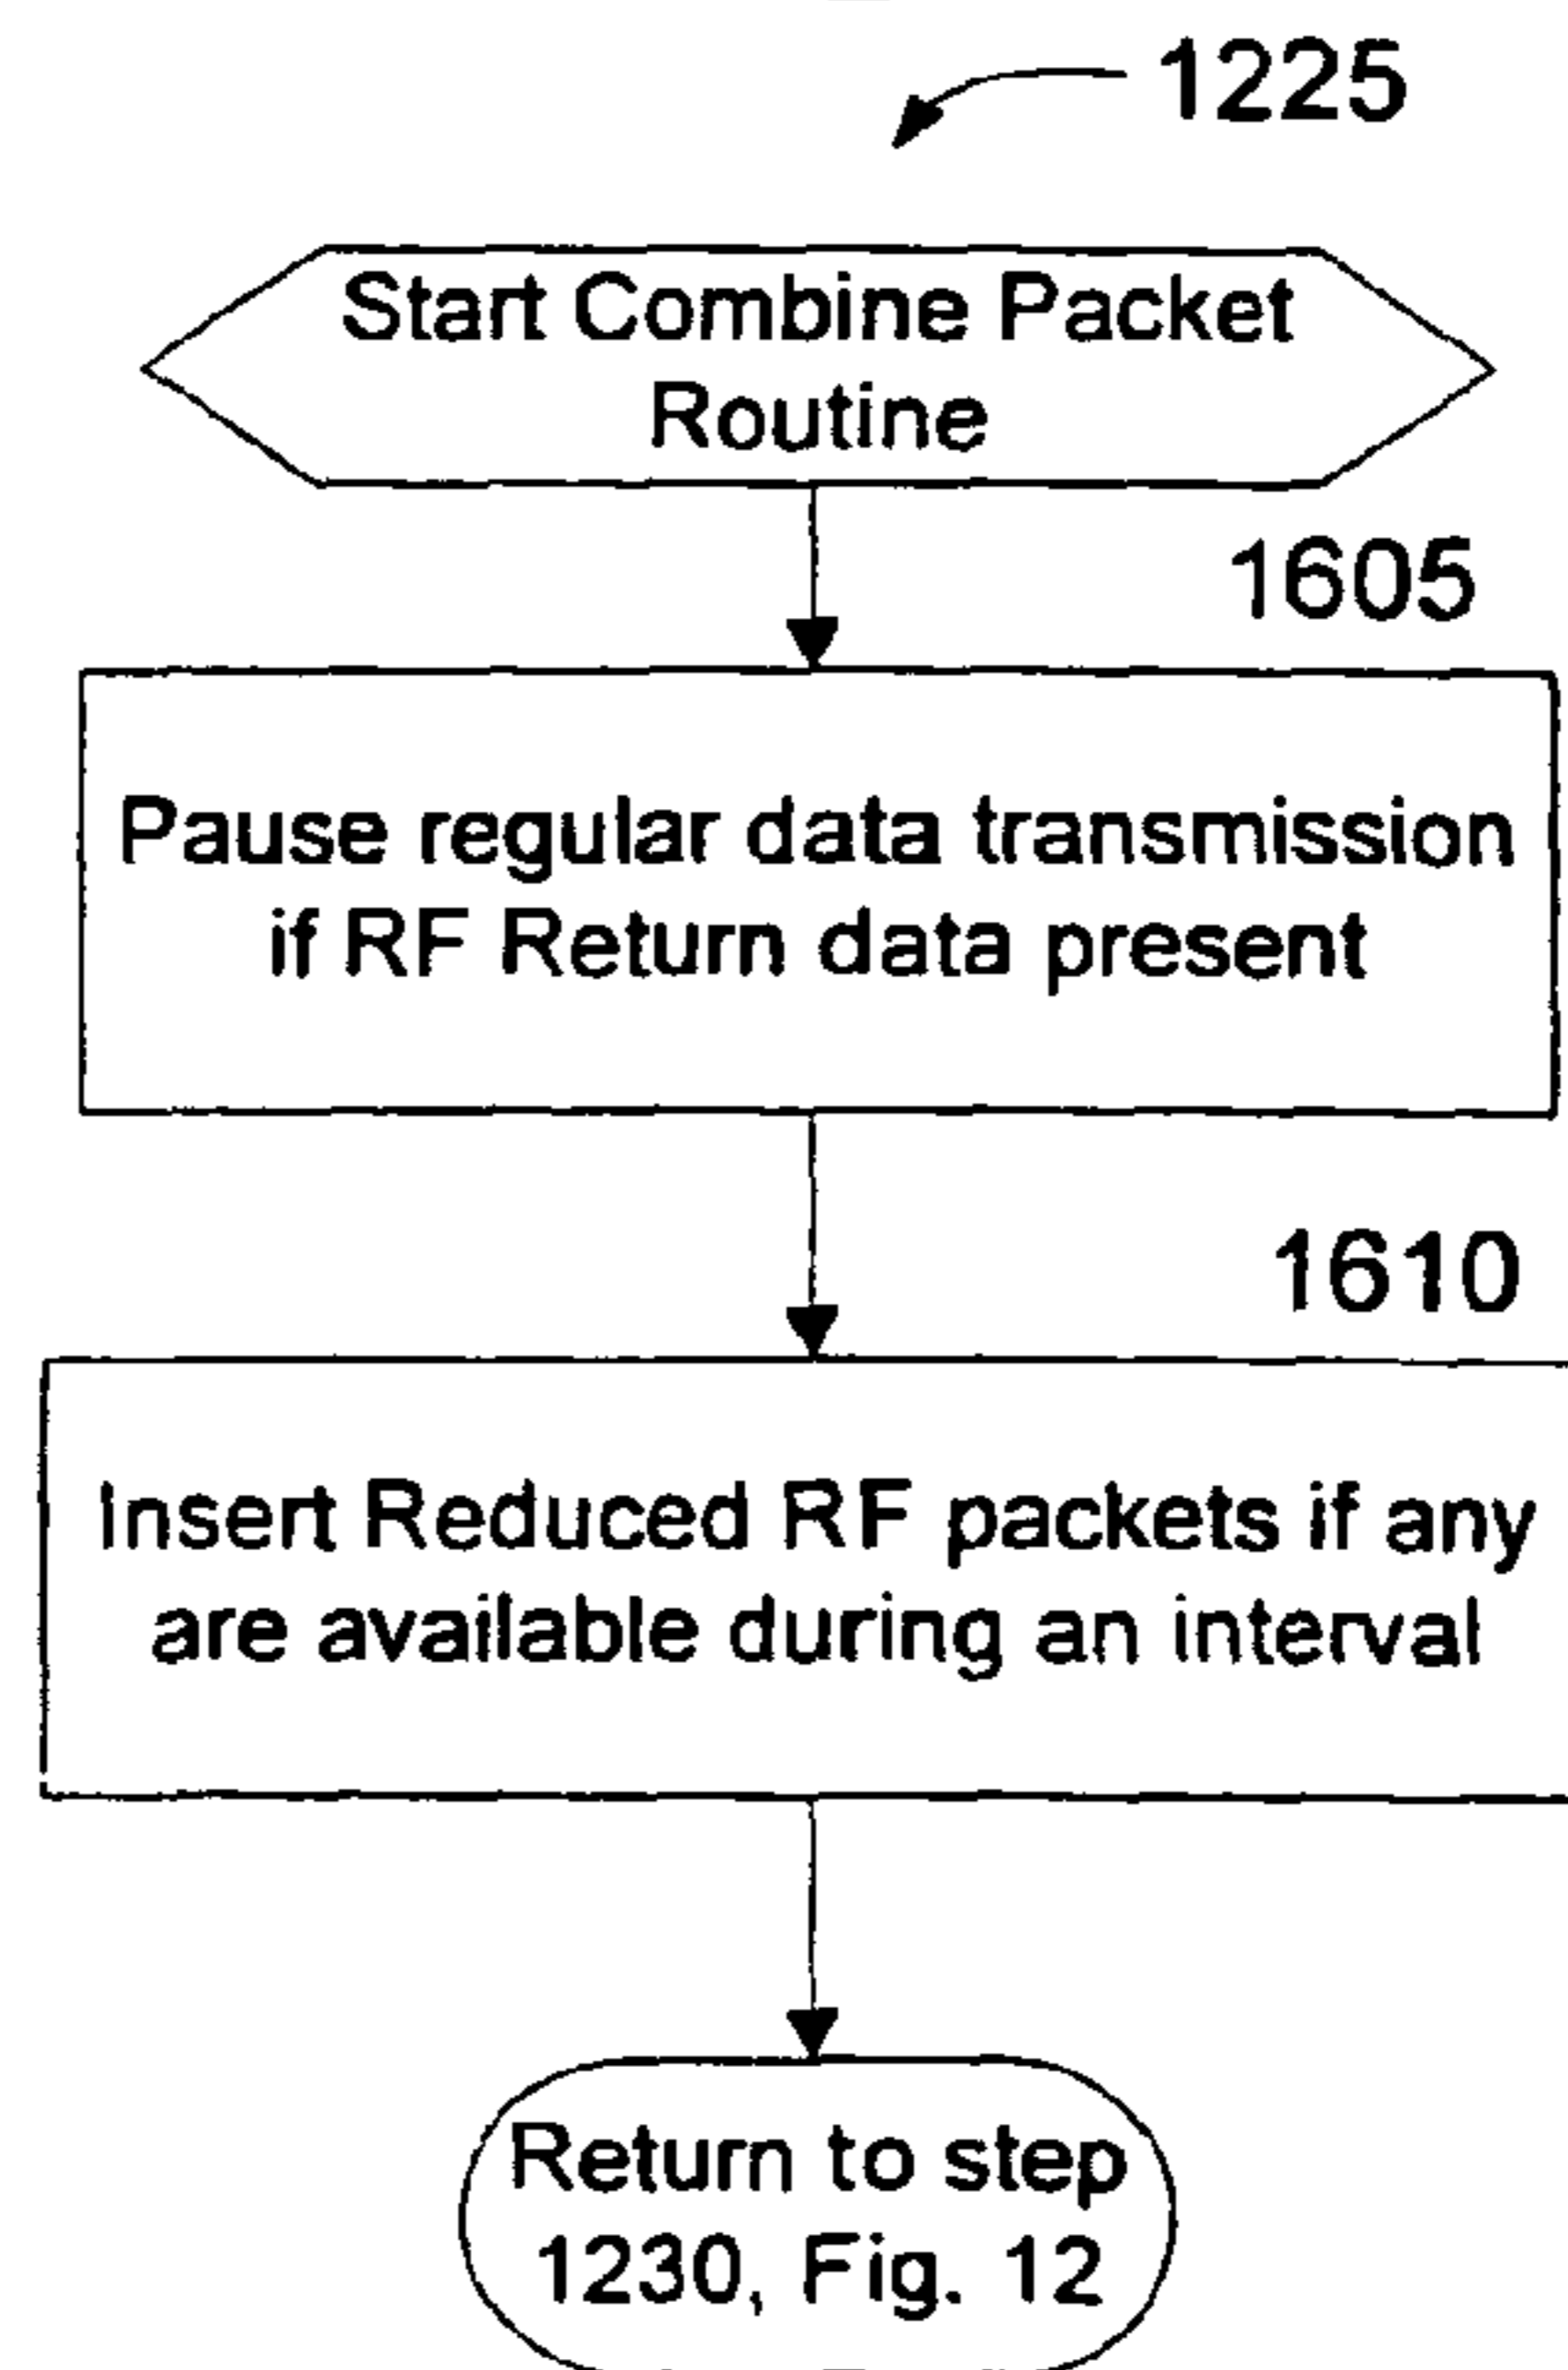 1225
Start Combine Packet
Routine
1605
Pause regular data transmission
if RF Return data present
1610
Insert Reduced RF packets if any
are available during an interval
Return to step
1230, Fig. 12